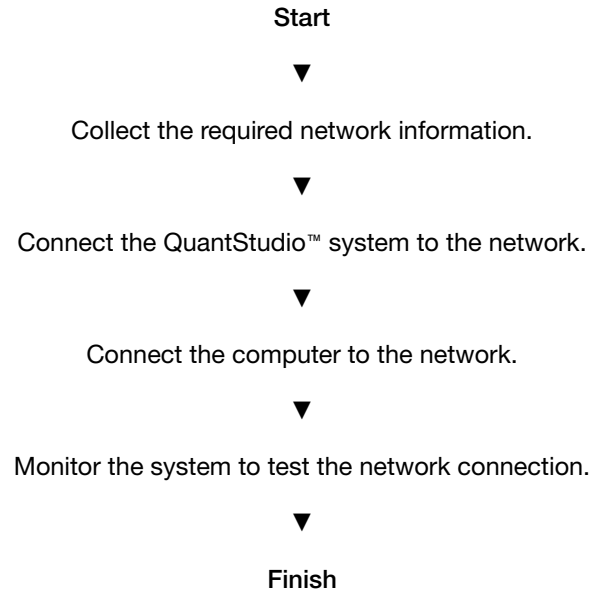 Start
▼
Collect the required network information.
▼
Connect the QuantStudio™ system to the network.
▼
Connect the computer to the network.
▼
Monitor the system to test the network connection.
▼
Finish